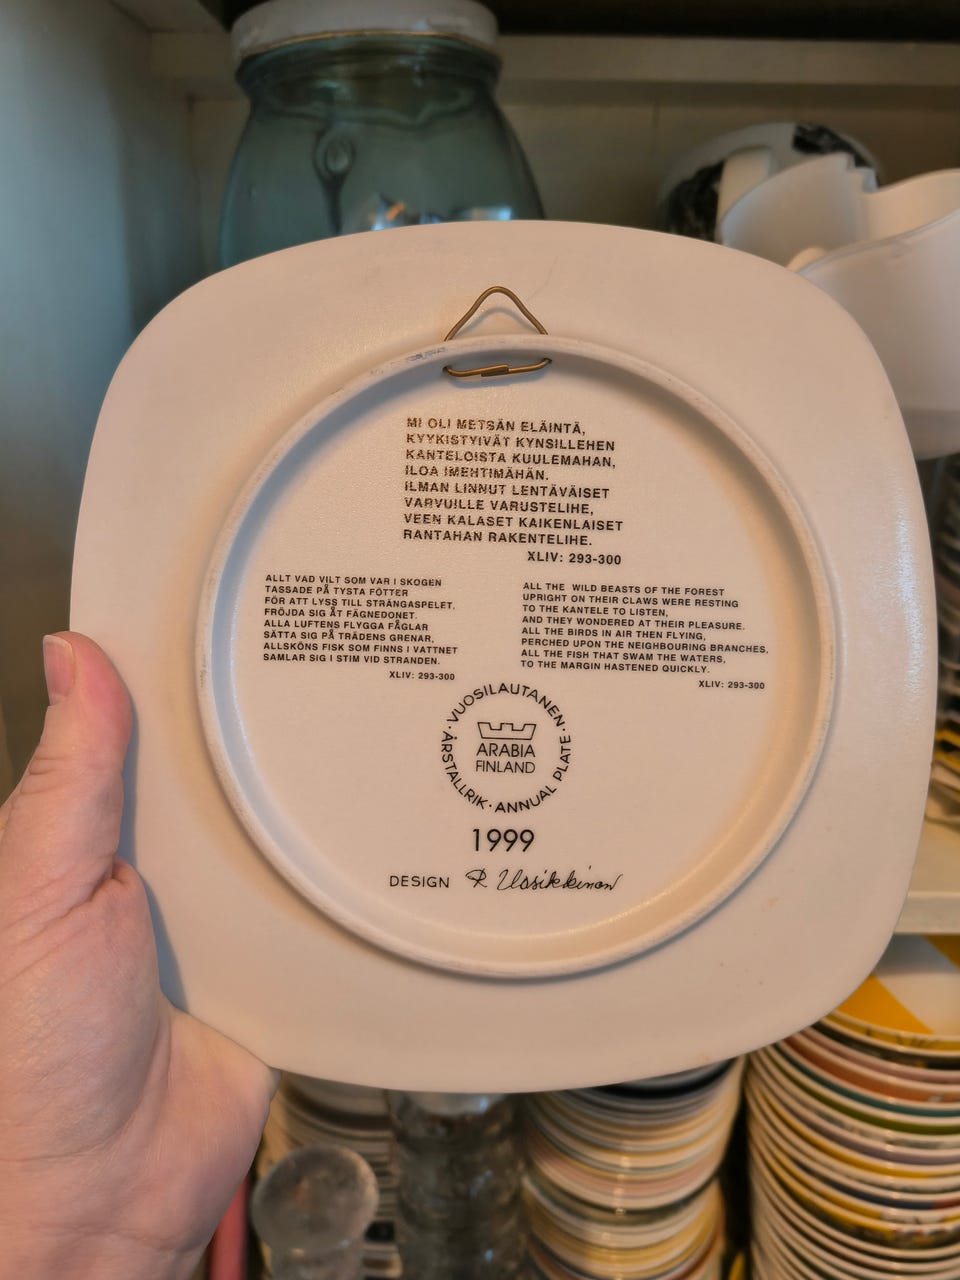 MI OLI METSÄN ELÄINTÄ,
KYYKISTYIVÄT KYNSILLEHEN
KANTELOISTA KUULEMAHAN,
ILOA IMEHTIMÄHÄN.
ILMAN LINNUT LENTÄVÄISET
VARVUILLE VARUSTELIHE,
VEEN KALASET KAIKENLAISET
RANTAHAN RAKENTELIHE.
XLIV: 293-300
ALLT VAD VILT SOM VAR I SKOGEN
TASSADE PÅ TYSTA FÖTTER
FÖR ATT LYSS TILL STRÄNGASPELET,
FRÖJDA SIG ÅT FÄGNEDONET.
ALLA LUFTENS FLYGGA FÅGLAR
SÄTTA SIG PÅ TRÄDENS GRENAR,
ALLSKÖNS FISK SOM FINNS I VATTNET
SAMLAR SIG I STIM VID STRANDEN.
XLIV: 293-300
ALL THE WILD BEASTS OF THE FOREST
UPRIGHT ON THEIR CLAWS WERE RESTING
TO THE KANTELE TO LISTEN,
AND THEY WONDERED AT THEIR PLEASURE.
ALL THE BIRDS IN AIR THEN FLYING,
PERCHED UPON THE NEIGHBOURING BRANCHES.
ALL THE FISH THAT SWAM THE WATERS,
TO THE MARGIN HASTENED QUICKLY.
XLIV: 293-300
· VUOSILAUTANEN · ANNUAL PLATE · ÅRSTALLRIK
ARABIA
FINLAND
1999
DESIGN R Uosikkinen